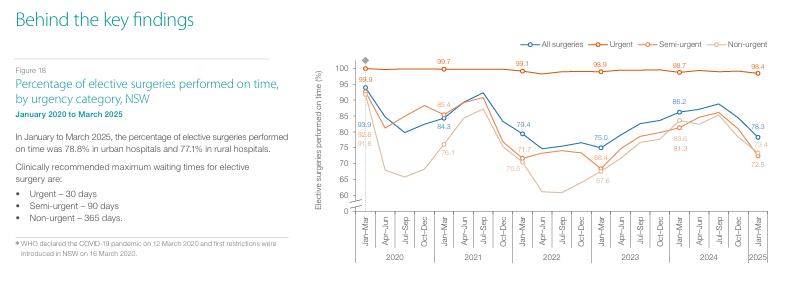 Behind the key findings
Figure 18
Percentage of elective surgeries performed on time,
by urgency category, NSW
January 2020 to March 2025
In January to March 2025, the percentage of elective surgeries performed
on time was 78.8% in urban hospitals and 77.1% in rural hospitals.
Clinically recommended maximum waiting times for elective
surgery are:
• Urgent – 30 days
• Semi-urgent – 90 days
• Non-urgent – 365 days.
◆ WHO declared the COVID-19 pandemic on 12 March 2020 and first restrictions were
introduced in NSW on 16 March 2020.
All surgeries Urgent Semi-urgent Non-urgent
Elective surgeries performed on time (%)
100
95
90
85
80
75
70
65
60
0
99.9 99.7 99.1 98.9 98.7 98.4
93.9 84.3 79.4 75.0 86.2 78.3
92.6 85.4 71.7 68.4 81.3 72.5
91.8 76.1 70.5 67.6 83.6 73.4
Jan–Mar Apr–Jun Jul–Sep Oct–Dec Jan–Mar Apr–Jun Jul–Sep Oct–Dec Jan–Mar Apr–Jun Jul–Sep Oct–Dec Jan–Mar Apr–Jun Jul–Sep Oct–Dec Jan–Mar Apr–Jun Jul–Sep Oct–Dec Jan–Mar
2020 2021 2022 2023 2024 2025